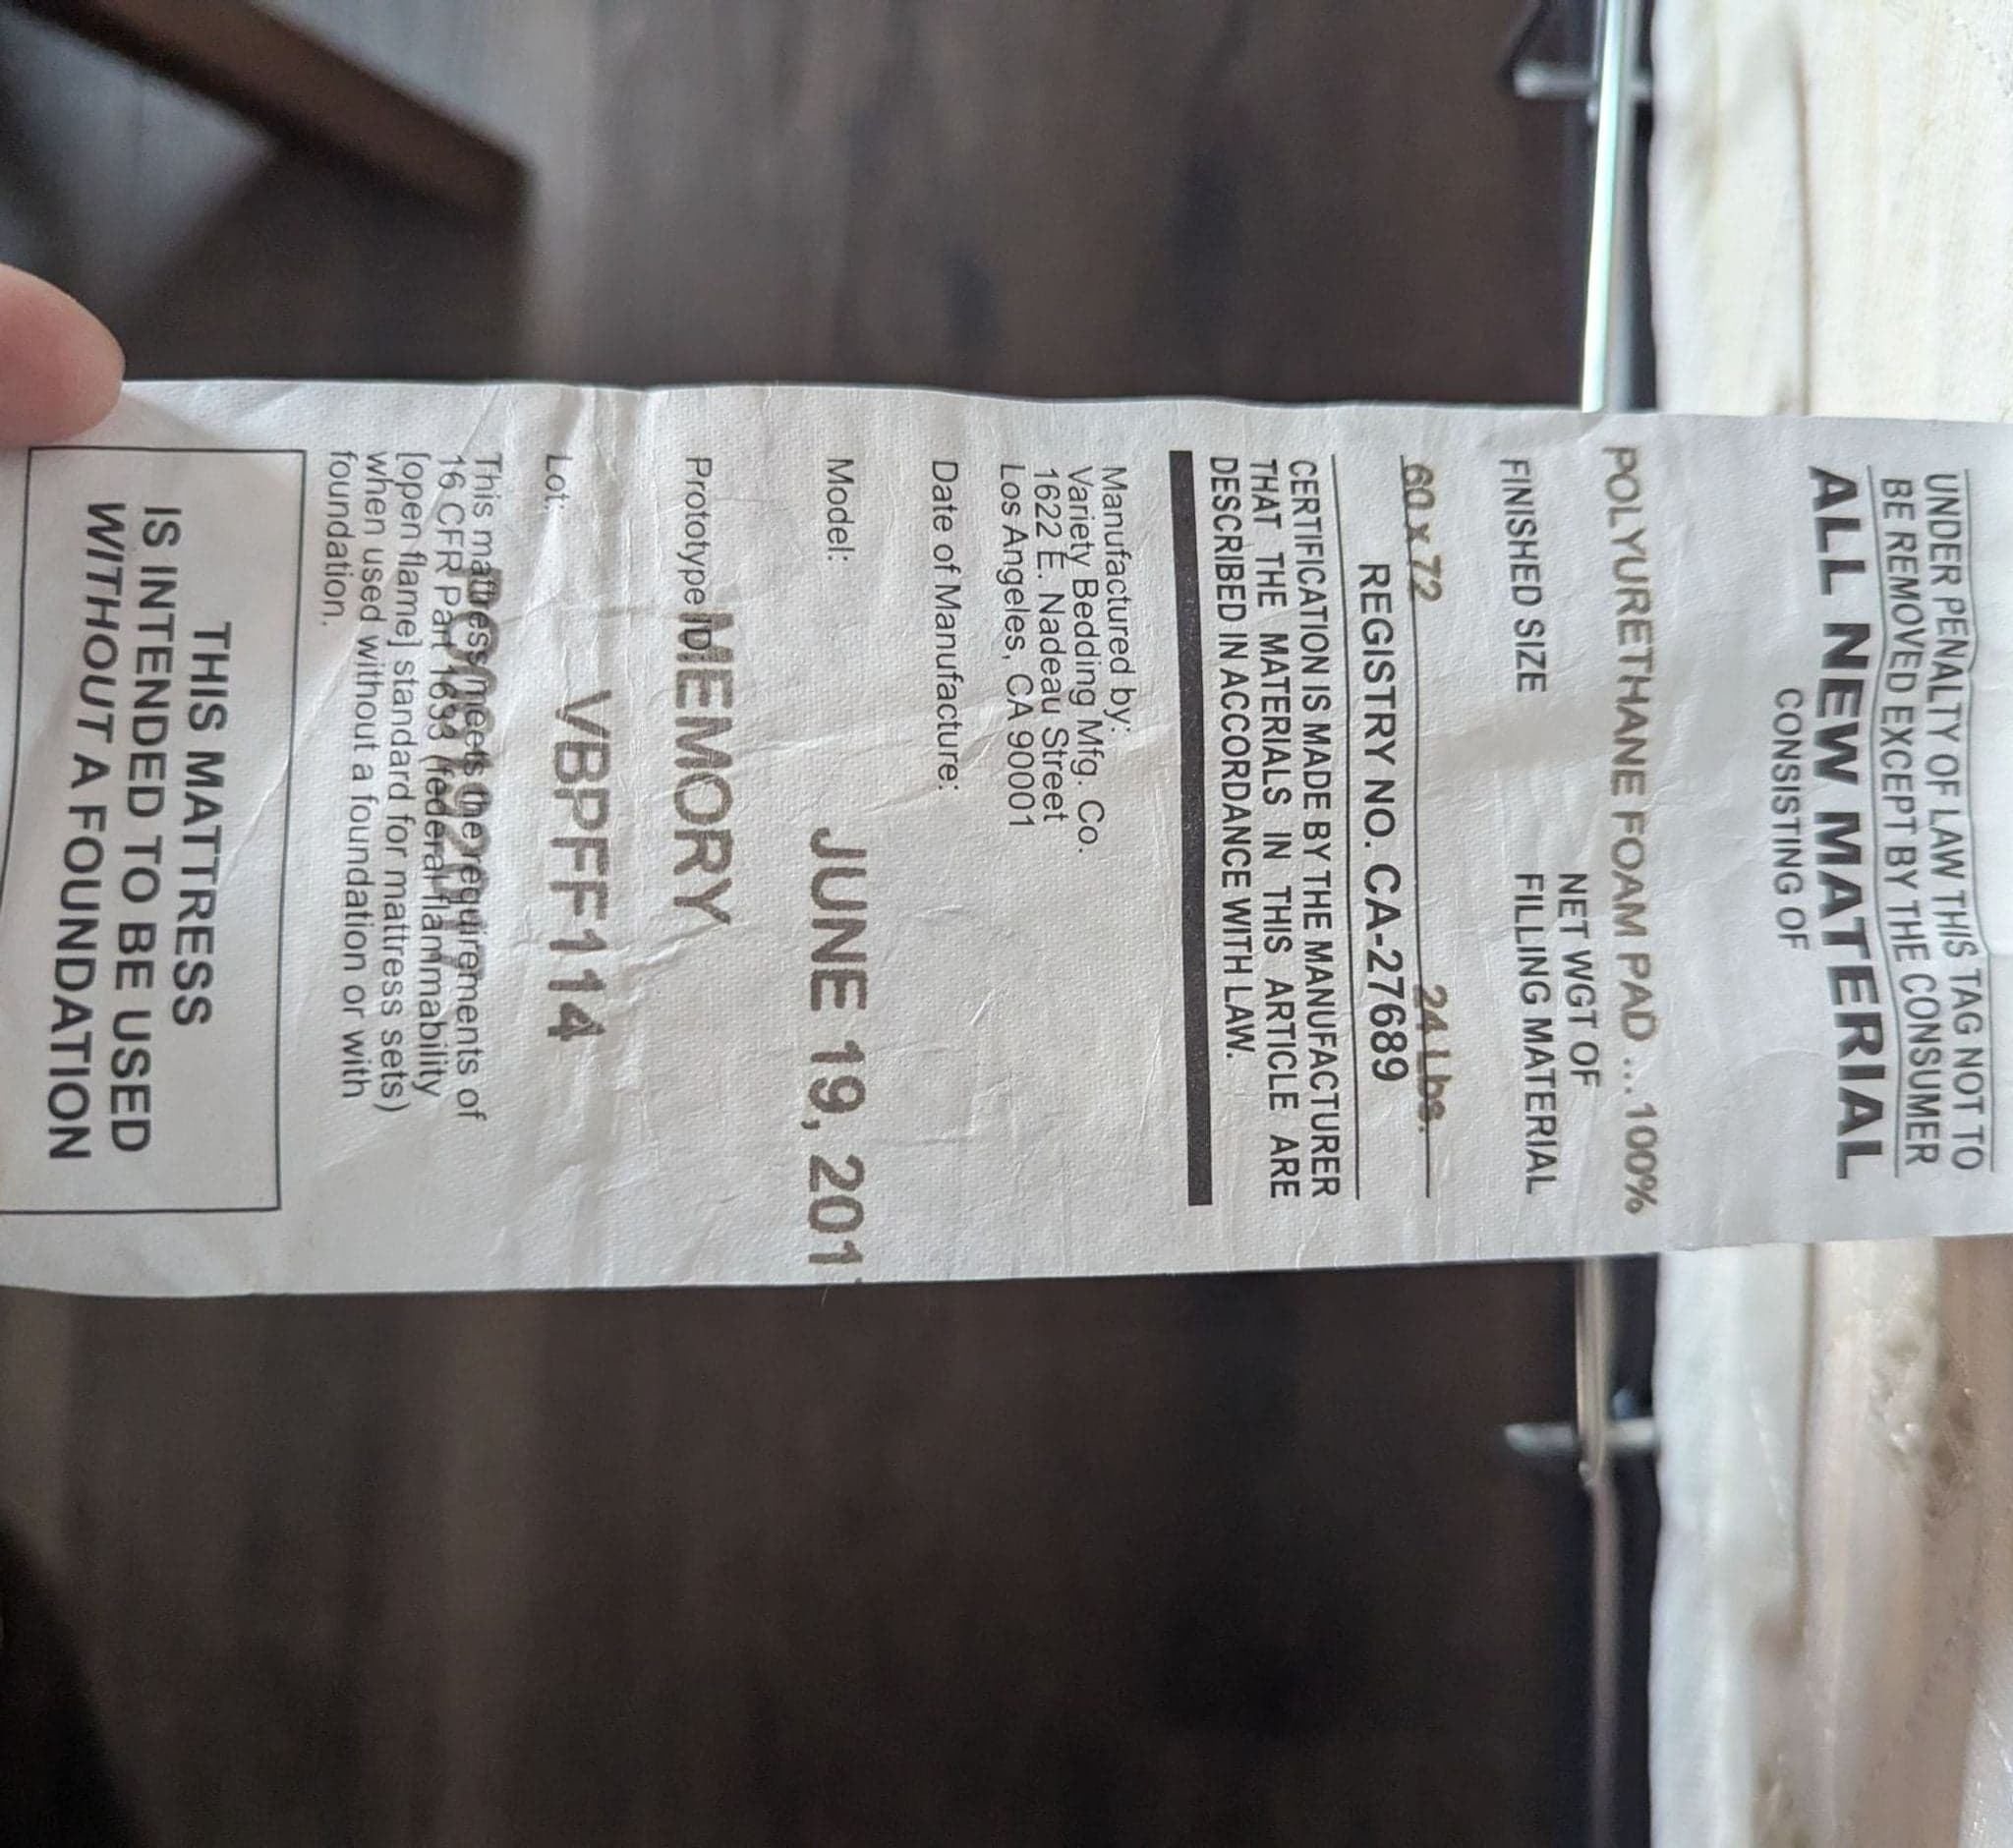 UNDER PENALTY OF LAW THIS TAG NOT TO
BE REMOVED EXCEPT BY THE CONSUMER
ALL NEW MATERIAL
CONSISTING OF
POLYURETHANE FOAM PAD ... 100%
NET WGT OF
FINISHED SIZE FILLING MATERIAL
60 x 72 24 Lbs.
REGISTRY NO. CA-27689
CERTIFICATION IS MADE BY THE MANUFACTURER
THAT THE MATERIALS IN THIS ARTICLE ARE
DESCRIBED IN ACCORDANCE WITH LAW.
Manufactured by:
Variety Bedding Mfg. Co.
1622 E. Nadeau Street
Los Angeles, CA 90001
Date of Manufacture:
JUNE 19, 201
Model:
MEMORY
Prototype ID:
VBPFF114
Lot:
This mattress meets the requirements of
16 CFR Part 1633 (federal flammability
[open flame] standard for mattress sets)
when used without a foundation or with
foundation.
THIS MATTRESS
IS INTENDED TO BE USED
WITHOUT A FOUNDATION